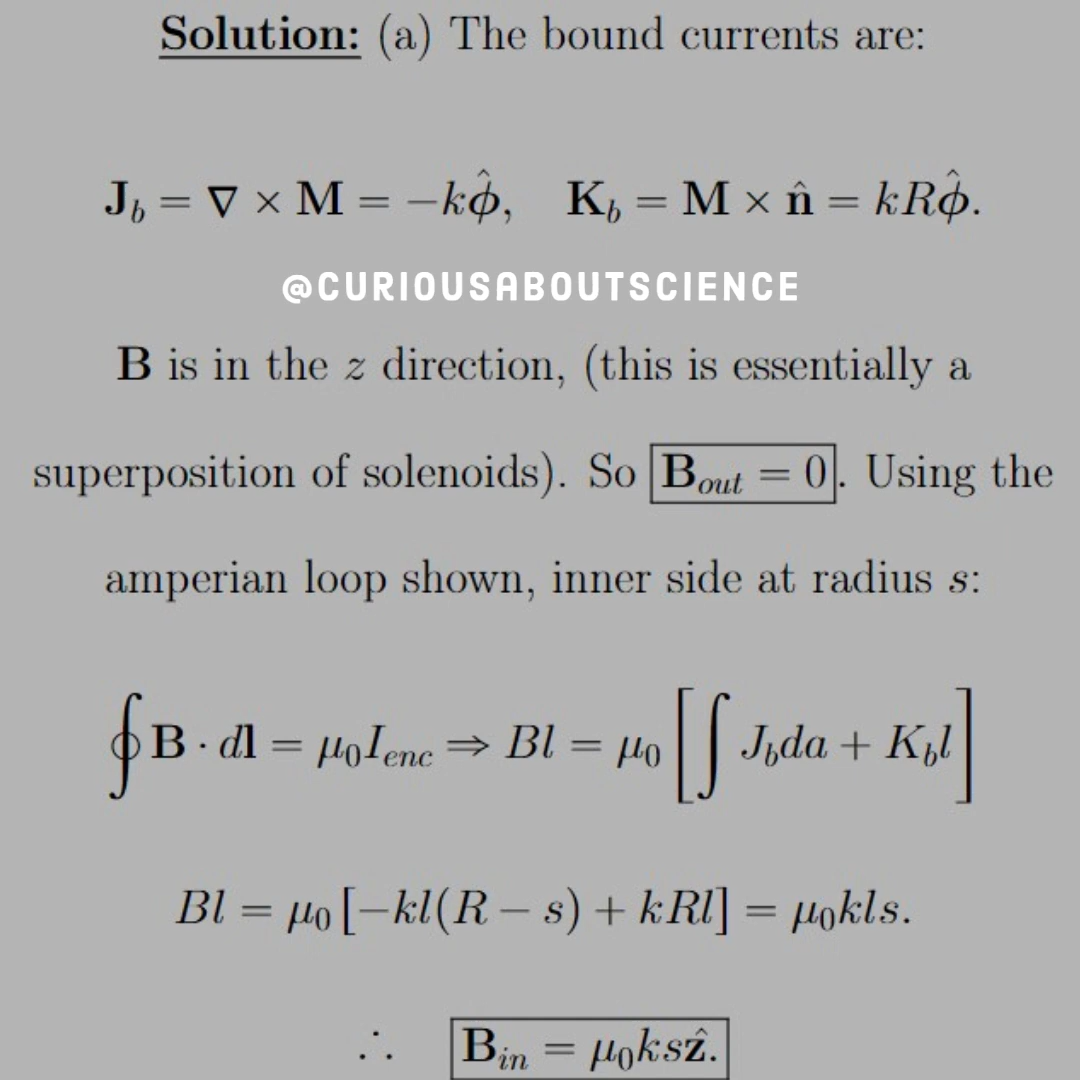 Solution: (a) The bound currents are:
J_b = ∇ × M = −kϕ̂, K_b = M × n̂ = kRϕ̂.
@CURIOUSABOUTSCIENCE
B is in the z direction, (this is essentially a
superposition of solenoids). So B_out = 0. Using the
amperian loop shown, inner side at radius s:
∮ B · dl = μ₀I_enc ⇒ Bl = μ₀ [∫ J_b da + K_b l]
Bl = μ₀ [−kl(R − s) + kRl] = μ₀kls.
∴ B_in = μ₀ksẑ.